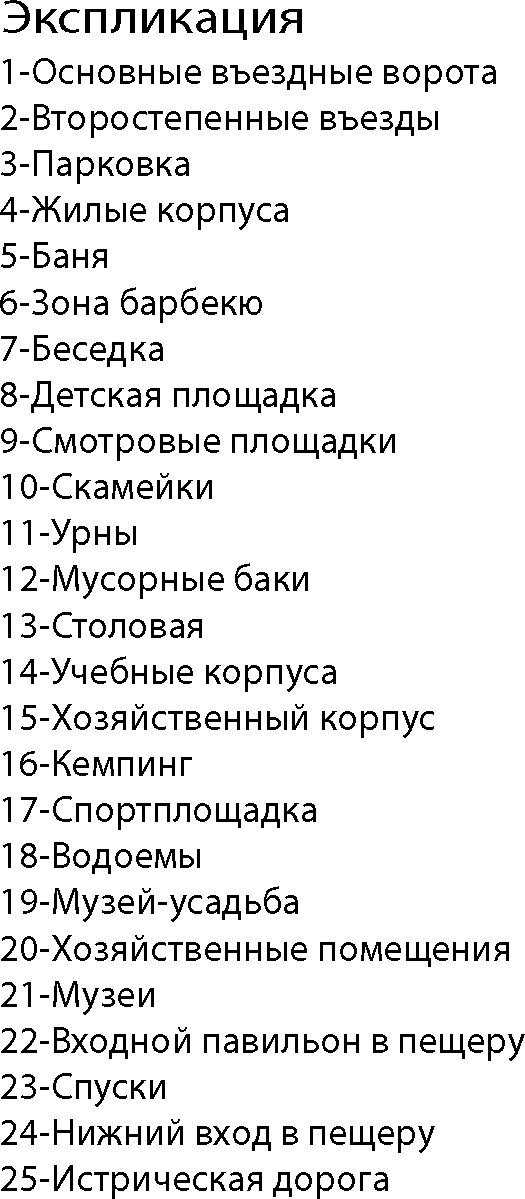 Экспликация
1-Основные въездные ворота
2-Второстепенные въезды
3-Парковка
4-Жилые корпуса
5-Баня
6-Зона барбекю
7-Беседка
8-Детская площадка
9-Смотровые площадки
10-Скамейки
11-Урны
12-Мусорные баки
13-Столовая
14-Учебные корпуса
15-Хозяйственный корпус
16-Кемпинг
17-Спортплощадка
18-Водоемы
19-Музей-усадьба
20-Хозяйственные помещения
21-Музеи
22-Входной павильон в пещеру
23-Спуски
24-Нижний вход в пещеру
25-Истрическая дорога